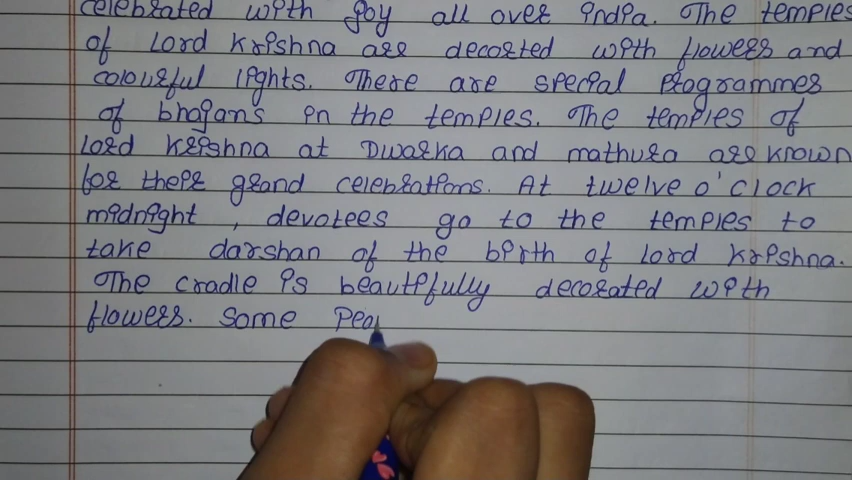 celebrated with joy all over India. The temples
of Lord Krishna are decorted with flowers and
colourful lights. There are special programmes
of bhajans in the temples. The temples of
Lord Krishna at Dwarka and mathura are known
for their grand celebrations. At twelve o'clock
midnight, devotees go to the temples to
take darshan of the birth of Lord Krishna.
The cradle is beautifully decorated with
flowers. Some peo